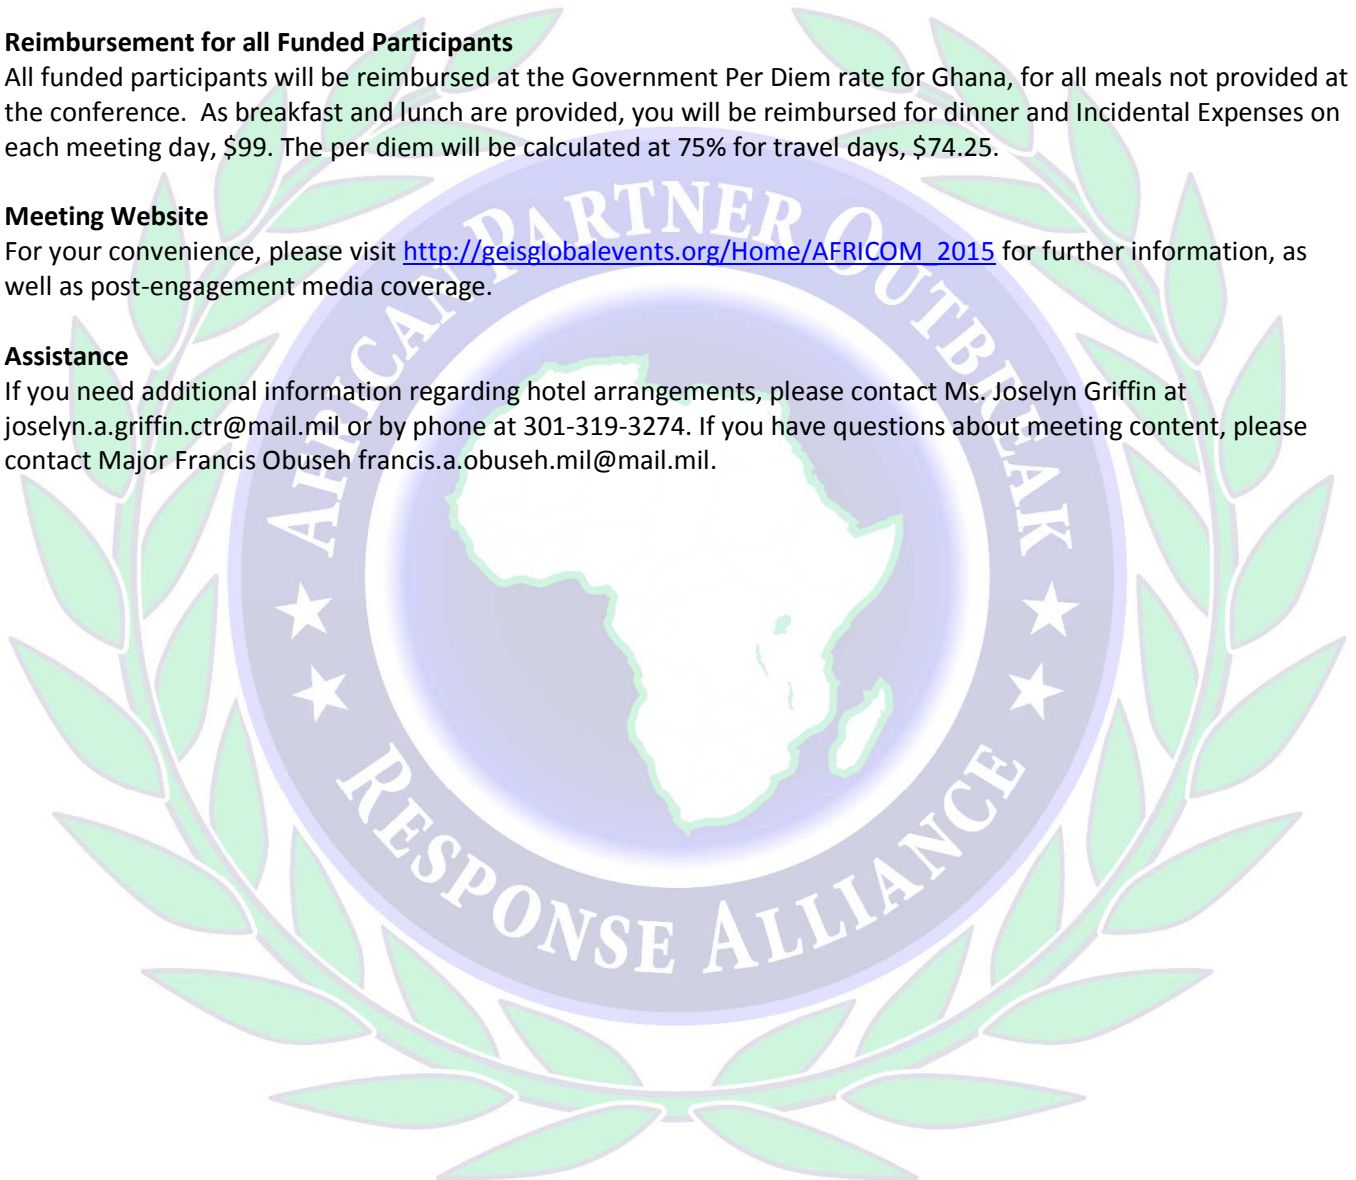 Reimbursement for all Funded Participants
All funded participants will be reimbursed at the Government Per Diem rate for Ghana, for all meals not provided at
the conference.  As breakfast and lunch are provided, you will be reimbursed for dinner and Incidental Expenses on
each meeting day, $99. The per diem will be calculated at 75% for travel days, $74.25.
Meeting Website
For your convenience, please visit http://geisglobalevents.org/Home/AFRICOM_2015 for further information, as
well as post-engagement media coverage.
Assistance
If you need additional information regarding hotel arrangements, please contact Ms. Joselyn Griffin at
joselyn.a.griffin.ctr@mail.mil or by phone at 301-319-3274. If you have questions about meeting content, please
contact Major Francis Obuseh francis.a.obuseh.mil@mail.mil.
AFRICAN PARTNER OUTBREAK
RESPONSE ALLIANCE